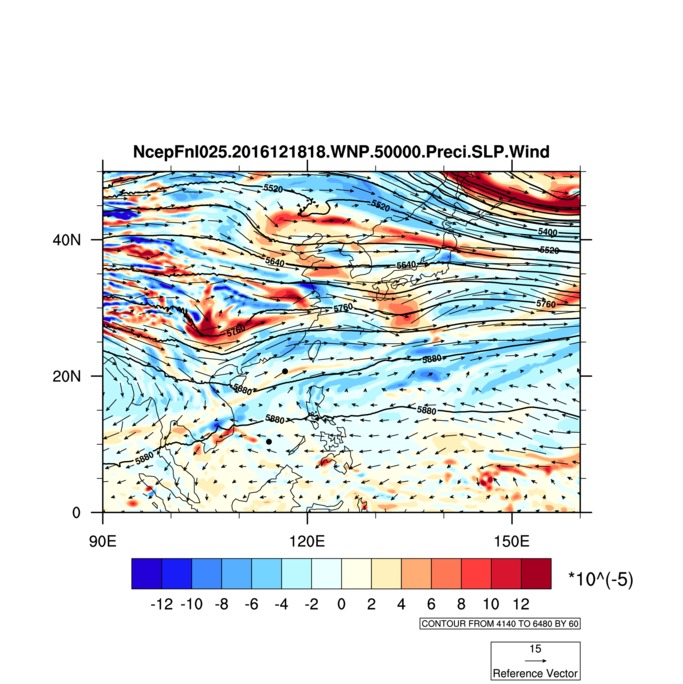 NcepFnl025.2016121818.WNP.50000.Preci.SLP.Wind
5520
5520
5400
40N
5520
5640
5640
5760
5760
5760
5880
20N
5880
5880
5880
5880
0
90E 120E 150E
-12 -10 -8 -6 -4 -2 0 2 4 6 8 10 12
*10^(-5)
CONTOUR FROM 4140 TO 6480 BY 60
15
Reference Vector